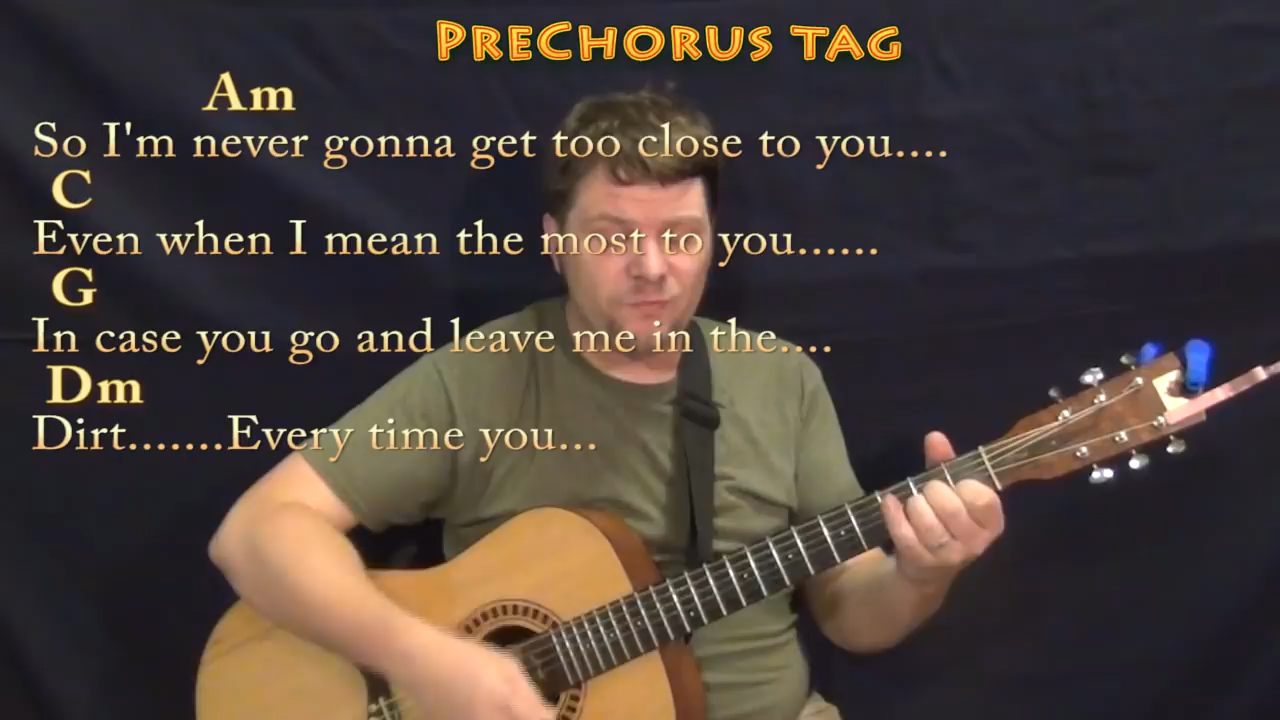 PreChorus tag
Am
So I'm never gonna get too close to you....
C
Even when I mean the most to you......
G
In case you go and leave me in the....
Dm
Dirt.......Every time you...